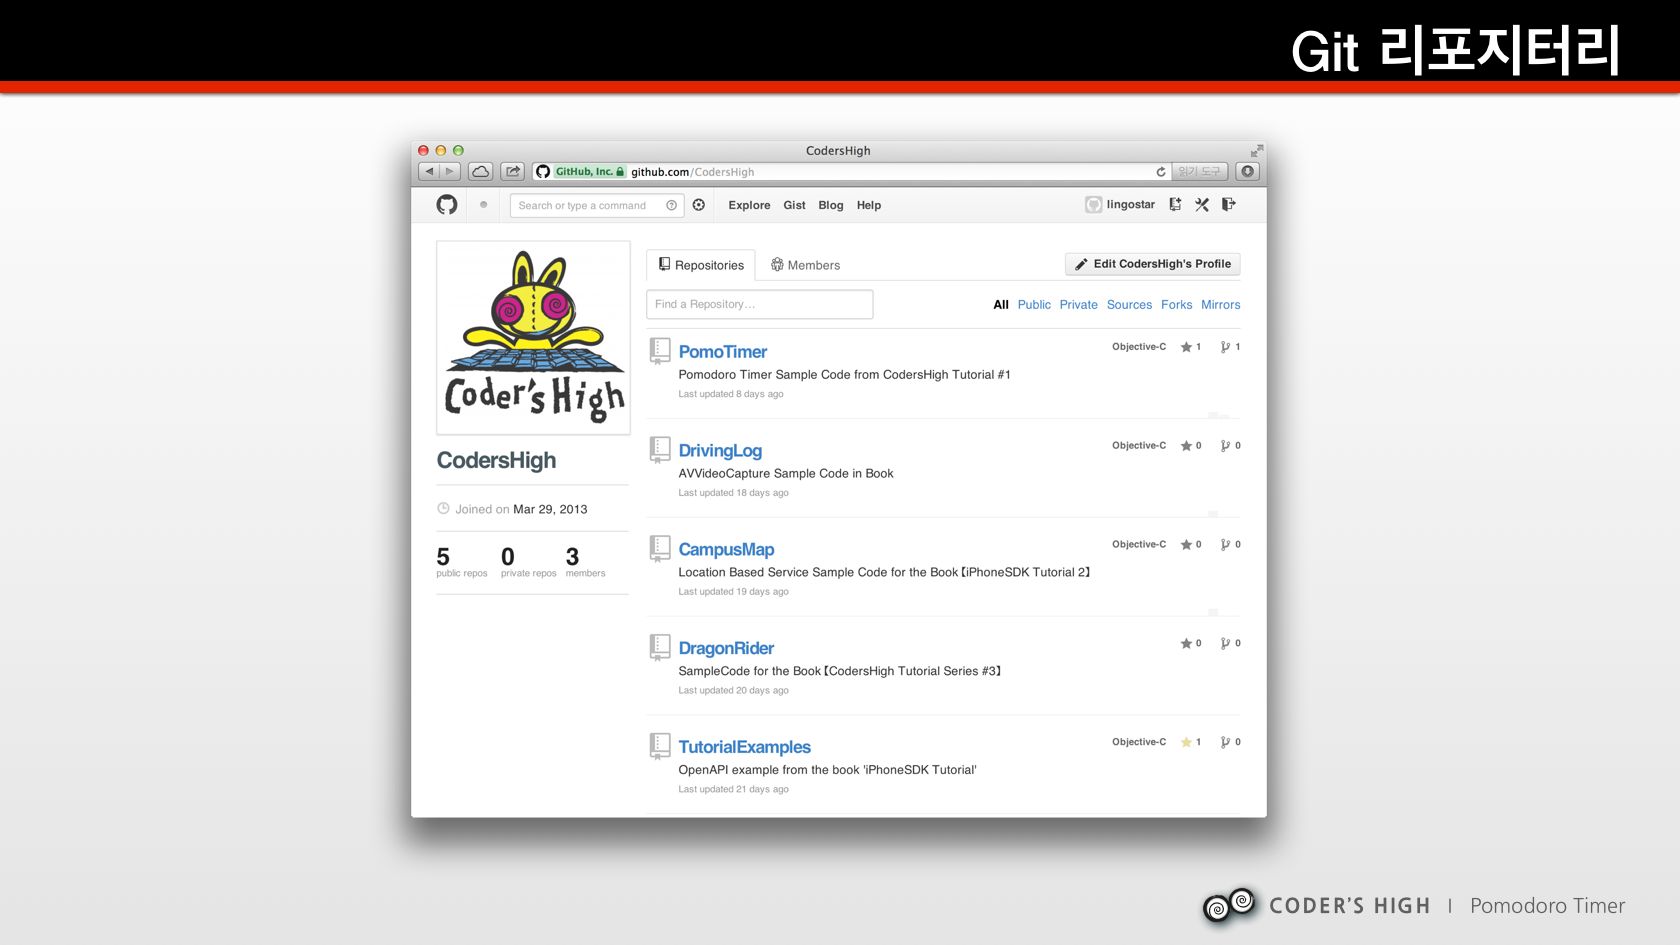 Git 리포지터리
CodersHigh
GitHub, Inc. github.com/CodersHigh 읽기 도구
Search or type a command Explore Gist Blog Help lingostar
Coder's High
CodersHigh
Joined on Mar 29, 2013
5 0 3
public repos private repos members
Repositories Members Edit CodersHigh's Profile
Find a Repository… All Public Private Sources Forks Mirrors
PomoTimer Objective-C 1 1
Pomodoro Timer Sample Code from CodersHigh Tutorial #1
Last updated 8 days ago
DrivingLog Objective-C 0 0
AVVideoCapture Sample Code in Book
Last updated 18 days ago
CampusMap Objective-C 0 0
Location Based Service Sample Code for the Book【iPhoneSDK Tutorial 2】
Last updated 19 days ago
DragonRider 0 0
SampleCode for the Book【CodersHigh Tutorial Series #3】
Last updated 20 days ago
TutorialExamples Objective-C 1 0
OpenAPI example from the book 'iPhoneSDK Tutorial'
Last updated 21 days ago
CODER'S HIGH | Pomodoro Timer